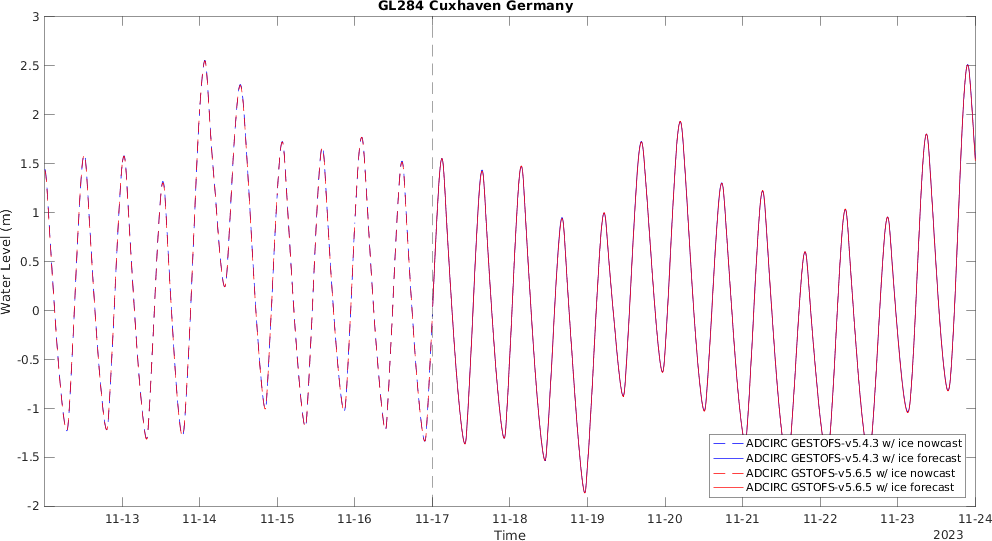 GL284 Cuxhaven Germany
Water Level (m)
3
2.5
2
1.5
1
0.5
0
-0.5
-1
-1.5
-2
ADCIRC GESTOFS-v5.4.3 w/ ice nowcast
ADCIRC GESTOFS-v5.4.3 w/ ice forecast
ADCIRC GSTOFS-v5.6.5 w/ ice nowcast
ADCIRC GSTOFS-v5.6.5 w/ ice forecast
11-13 11-14 11-15 11-16 11-17 11-18 11-19 11-20 11-21 11-22 11-23 11-24
Time
2023